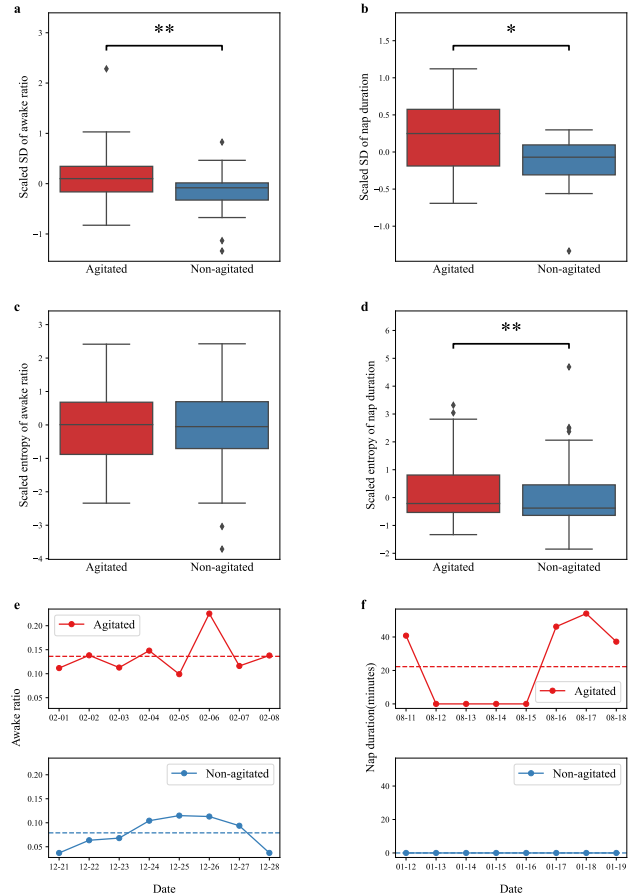 a
**
Scaled SD of awake ratio
3
2
1
0
−1
Agitated
Non-agitated
b
*
Scaled SD of nap duration
1.5
1.0
0.5
0.0
−0.5
−1.0
Agitated
Non-agitated
c
Scaled entropy of awake ratio
3
2
1
0
−1
−2
−3
−4
Agitated
Non-agitated
d
**
Scaled entropy of nap duration
6
5
4
3
2
1
0
−1
−2
Agitated
Non-agitated
e
Awake ratio
Agitated
0.20
0.15
0.10
0.05
02-01 02-02 02-03 02-04 02-05 02-06 02-07 02-08
Non-agitated
0.20
0.15
0.10
0.05
12-21 12-22 12-23 12-24 12-25 12-26 12-27 12-28
Date
f
Nap duration(minutes)
Agitated
40
20
0
08-11 08-12 08-13 08-14 08-15 08-16 08-17 08-18
Non-agitated
40
20
0
01-12 01-13 01-14 01-15 01-16 01-17 01-18 01-19
Date